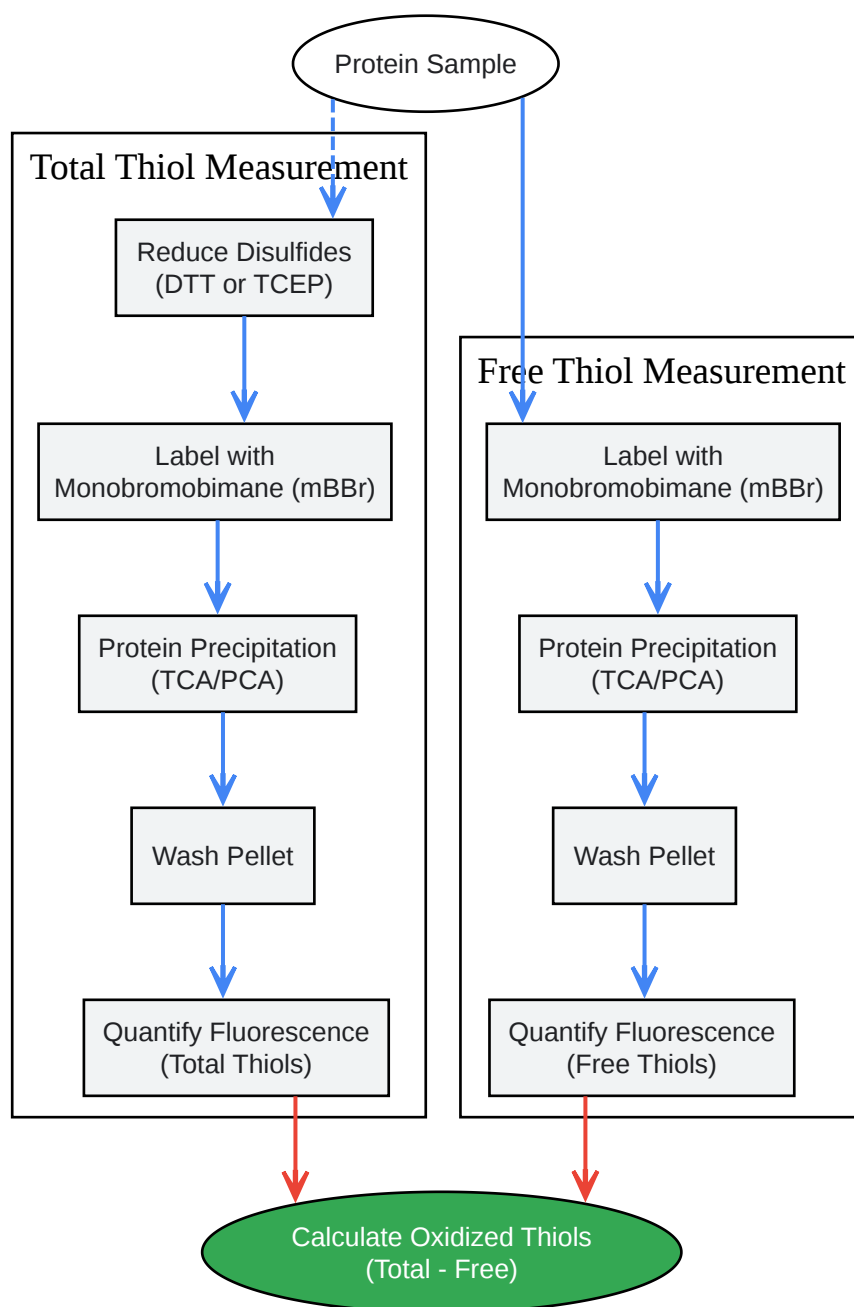 Protein Sample
Total Thiol Measurement
Reduce Disulfides
(DTT or TCEP)
Label with
Monobromobimane (mBBr)
Protein Precipitation
(TCA/PCA)
Wash Pellet
Quantify Fluorescence
(Total Thiols)
Free Thiol Measurement
Label with
Monobromobimane (mBBr)
Protein Precipitation
(TCA/PCA)
Wash Pellet
Quantify Fluorescence
(Free Thiols)
Calculate Oxidized Thiols
(Total - Free)